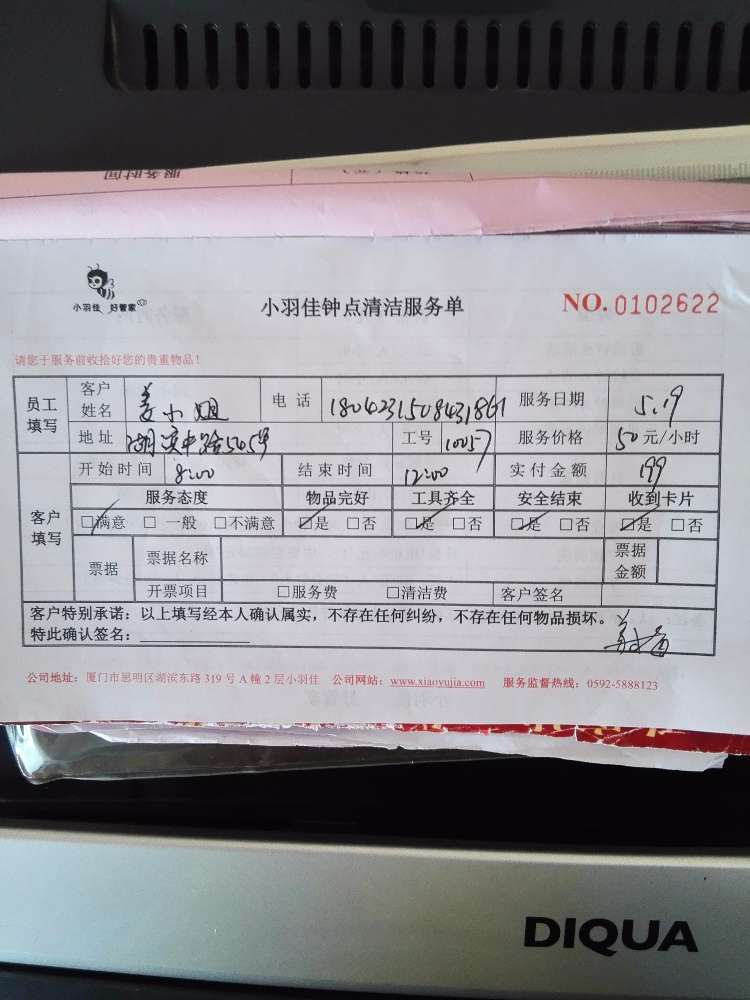 小羽佳 好管家
小羽佳钟点清洁服务单
NO. 0102622
请您于服务前收拾好您的贵重物品！
员工填写 客户姓名 姜小姐 电话 服务日期 5.19
地址 湖滨中路545号 工号 10057 服务价格 50元/小时
客户填写 开始时间 8:00 结束时间 12:00 实付金额 199
服务态度 物品完好 工具齐全 安全结束 收到卡片
☑满意 □一般 □不满意 ☑是 □否 ☑是 □否 ☑是 □否 ☑是 □否
票据 票据名称 票据金额
开票项目 □服务费 □清洁费 客户签名
客户特别承诺：以上填写经本人确认属实，不存在任何纠纷，不存在任何物品损坏。
特此确认签名：
公司地址：厦门市思明区湖滨东路319号A幢2层小羽佳 公司网站：www.xiaoyujia.com 服务监督热线：0592-5888123
DIQUA